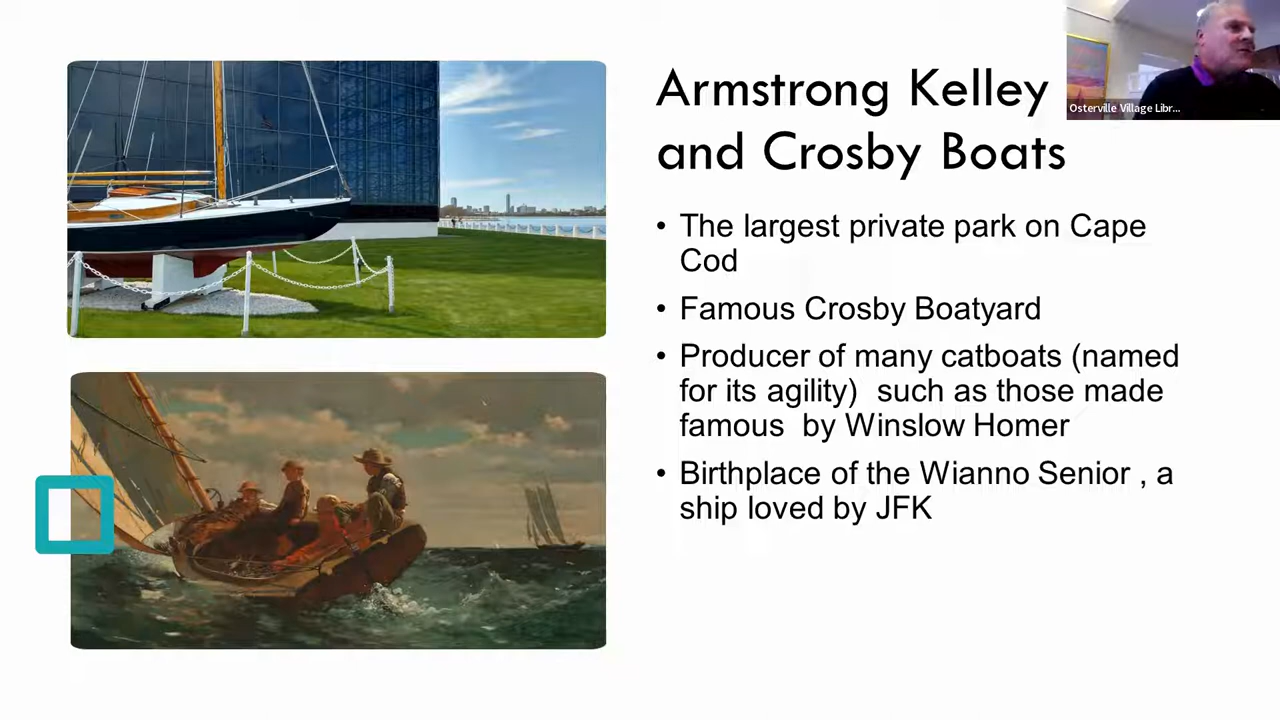 Armstrong Kelley
and Crosby Boats
Osterville Village Libr...
• The largest private park on Cape
Cod
• Famous Crosby Boatyard
• Producer of many catboats (named
for its agility)  such as those made
famous  by Winslow Homer
• Birthplace of the Wianno Senior , a
ship loved by JFK